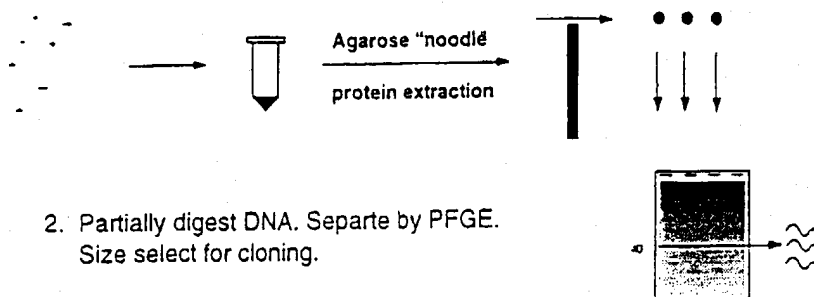 Agarose "noodle
protein extraction
2. Partially digest DNA. Separte by PFGE.
Size select for cloning.